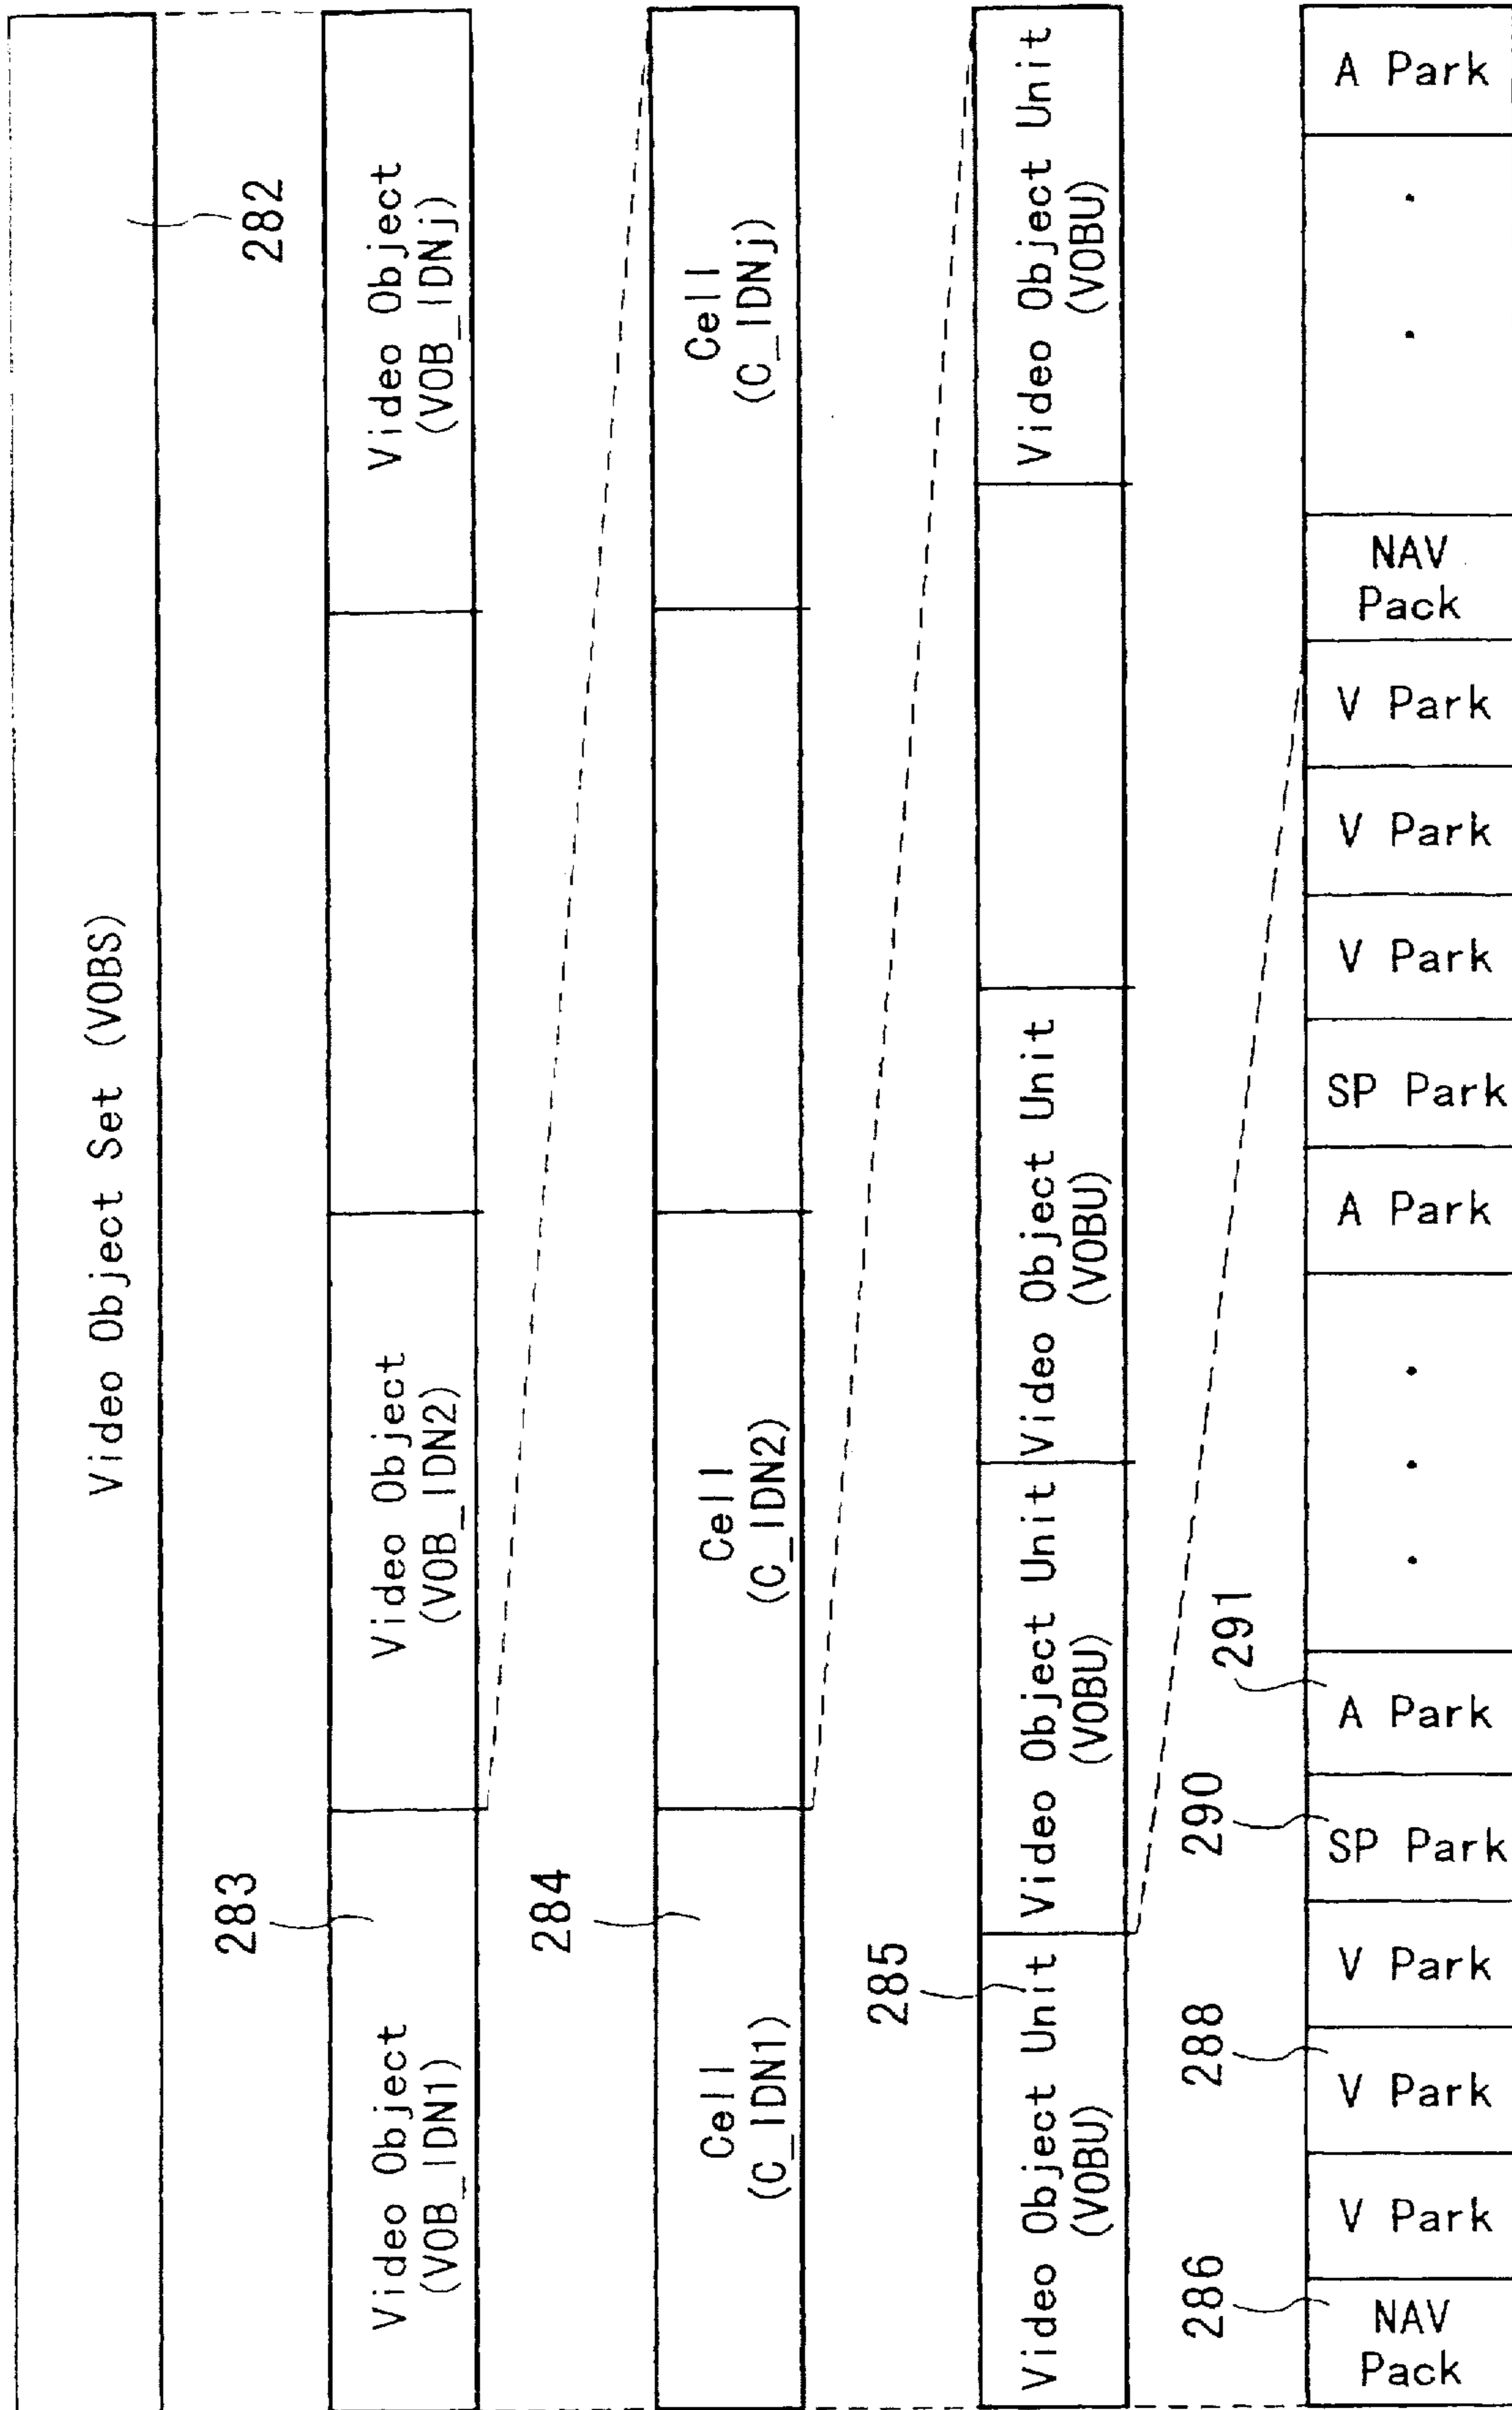 Video Object Set (VOBS)
282
283
Video Object
(VOB_IDN1)
Video Object
(VOB_IDN2)
Video Object
(VOB_IDNj)
284
Cell
(C_IDN1)
Cell
(C_IDN2)
Cell
(C_IDNj)
285
Video Object Unit
(VOBU)
Video Object Unit
(VOBU)
Video Object Unit
(VOBU)
Video Object Unit
(VOBU)
286
288
290
291
NAV
Pack
V Park
V Park
V Park
SP Park
A Park
. . .
A Park
SP Park
V Park
V Park
V Park
NAV
Pack
. .
A Park